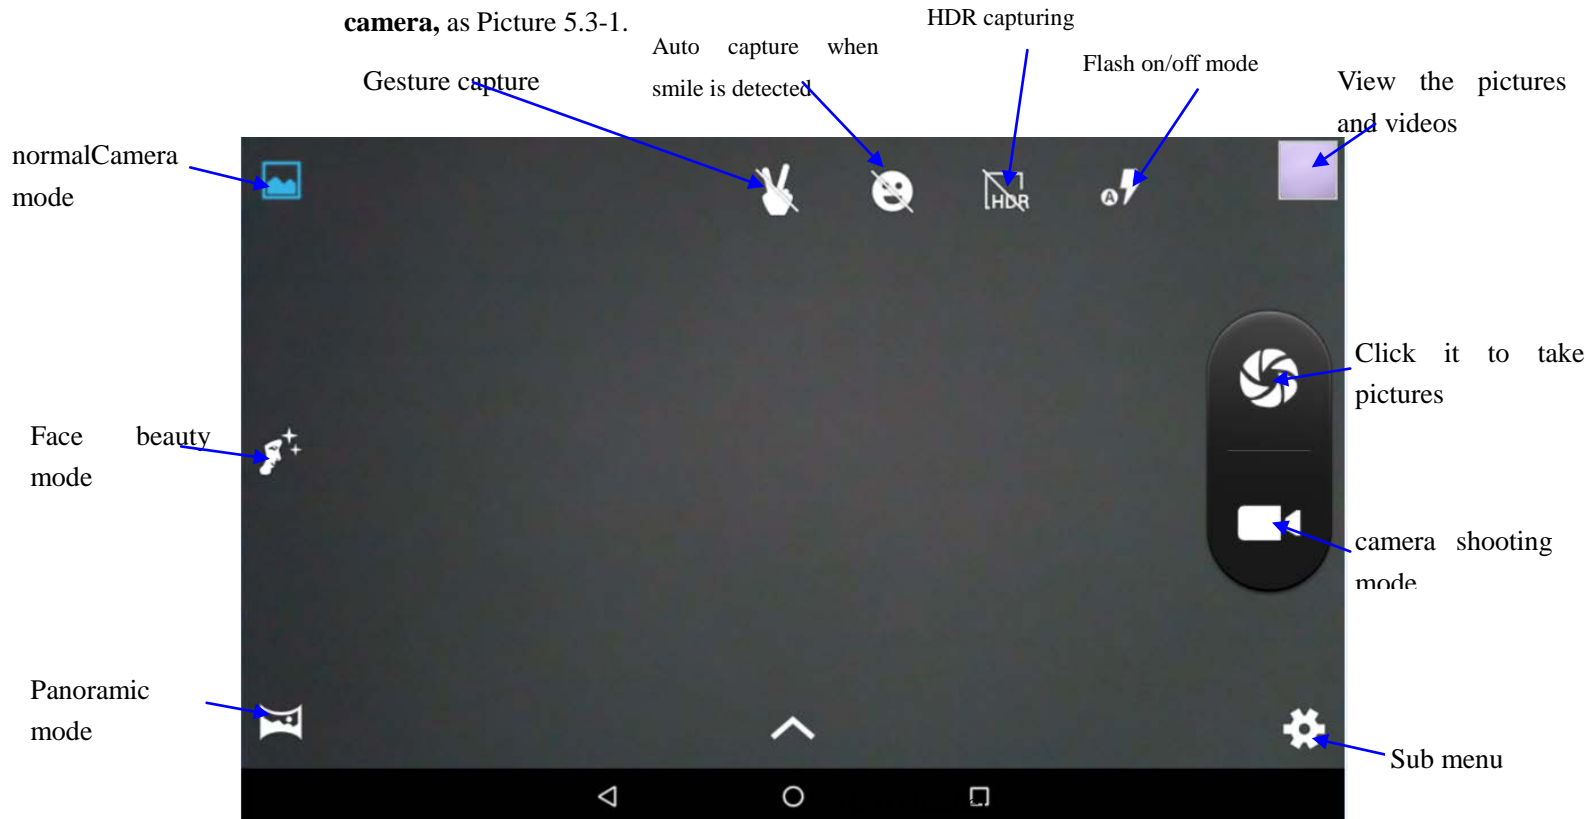 camera, as Picture 5.3-1.
HDR capturing
Auto capture when
smile is detected
Flash on/off mode
Gesture capture
View the pictures
and videos
normalCamera
mode
HDR
A
Click it to take
pictures
Face beauty
mode
camera shooting
mode
Panoramic
mode
Sub menu